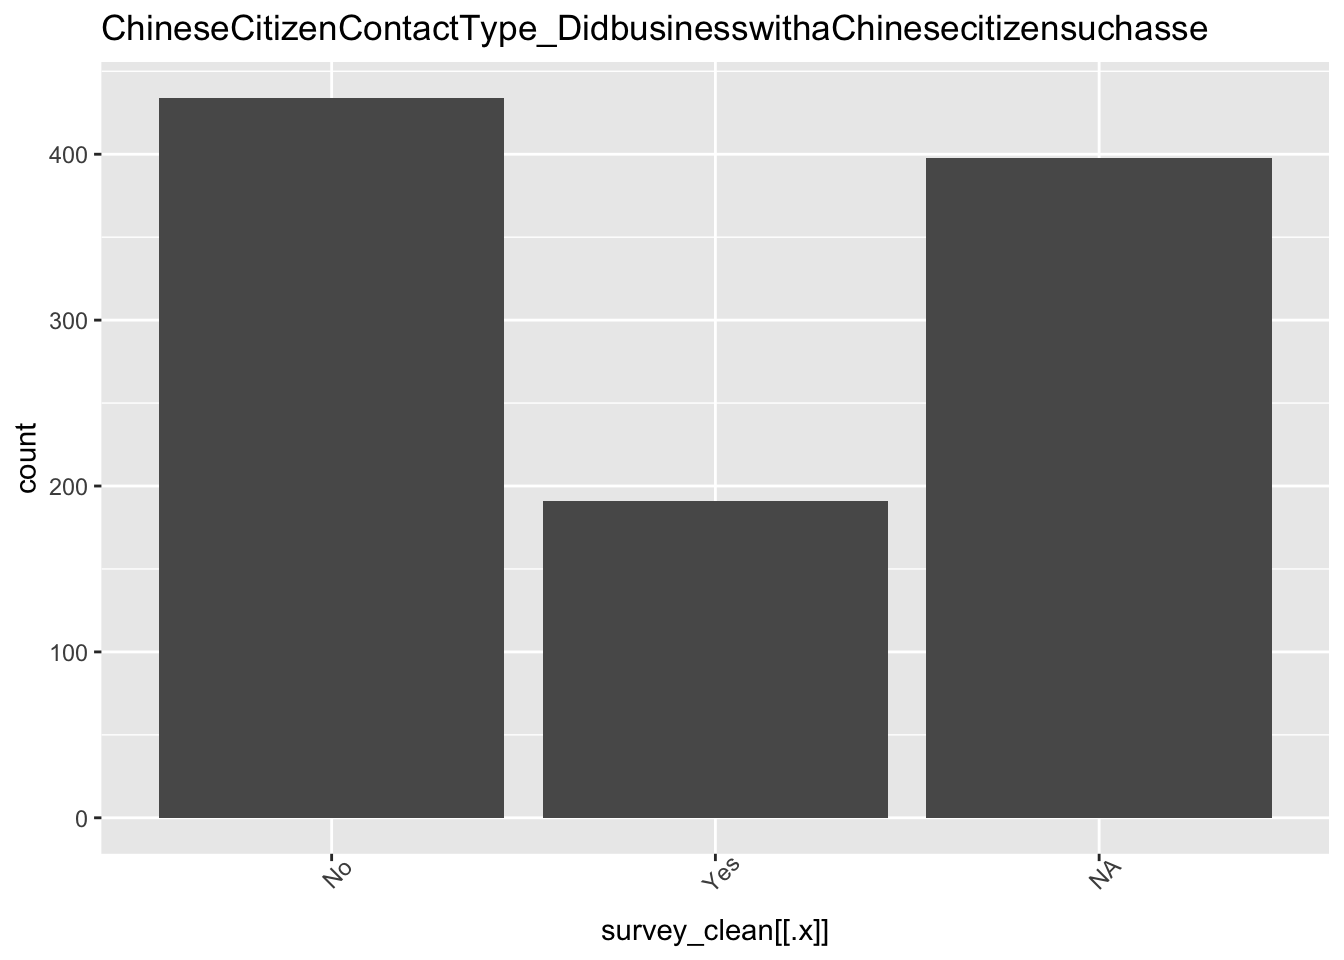 ChineseCitizenContactType_DidbusinesswithaChinesecitizensuchasse
400
300
200
100
0
count
No
Yes
NA
survey_clean[[.x]]